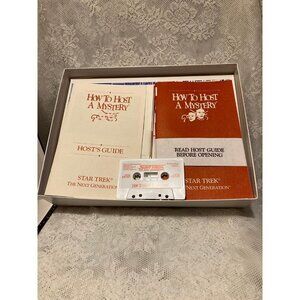 HOW TO HOST
A MYSTERY
HOST'S GUIDE
STAR TREK®
THE NEXT GENERATION
HOW TO HOST
A MYSTERY
READ HOST GUIDE
BEFORE OPENING
STAR TREK®
THE NEXT GENERATION